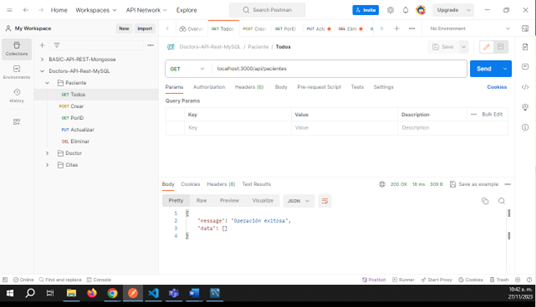 Home Workspaces API Network Explore Search Postman Invite Upgrade
My Workspace New Import Overv GET Todos POST Crear GET PorID PUT Actu DEL Elim No Environment
Collections
Environments
History
BASIC-API-REST-Mongoose
Doctors-API-Rest-MySQL
Paciente
GET Todos
POST Crear
GET PorID
PUT Actualizar
DEL Eliminar
Doctor
Citas
Doctors-API-Rest-MySQL / Paciente / Todos Save
GET localhost:3000/api/pacientes Send
Params Authorization Headers (6) Body Pre-request Script Tests Settings Cookies
Query Params
Key Value Description Bulk Edit
Key Value Description
Body Cookies Headers (8) Test Results 200 OK 18 ms 309 B Save as example
Pretty Raw Preview Visualize JSON
1 {
2 "message": "Operación exitosa",
3 "data": []
4 }
Online Find and replace Console Postbot Runner Start Proxy Cookies Trash
10:42 a. m.
27/11/2023